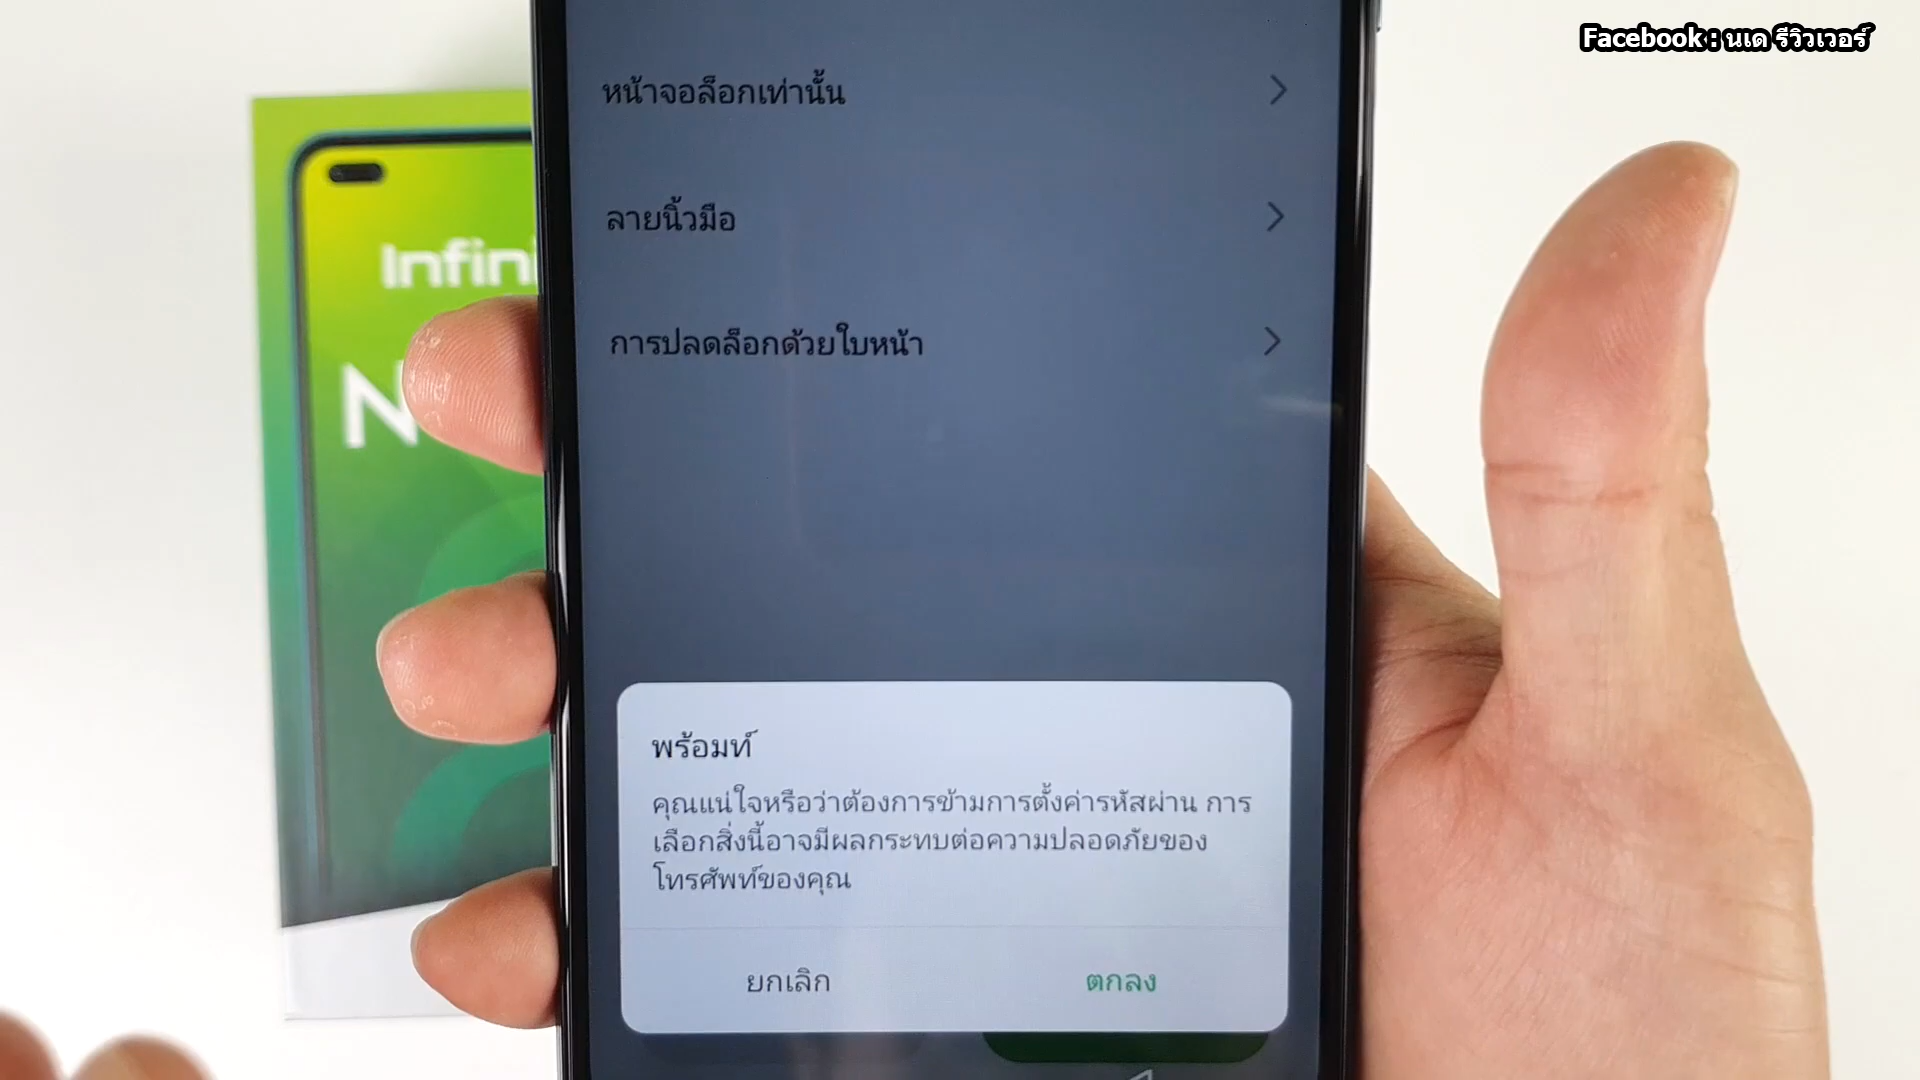 Facebook : นเด รีวิวเวอร์
หน้าจอล็อกเท่านั้น
ลายนิ้วมือ
การปลดล็อกด้วยใบหน้า
Infini
N
พร้อมท์
คุณแน่ใจหรือว่าต้องการข้ามการตั้งค่ารหัสผ่าน การ
เลือกสิ่งนี้อาจมีผลกระทบต่อความปลอดภัยของ
โทรศัพท์ของคุณ
ยกเลิก
ตกลง